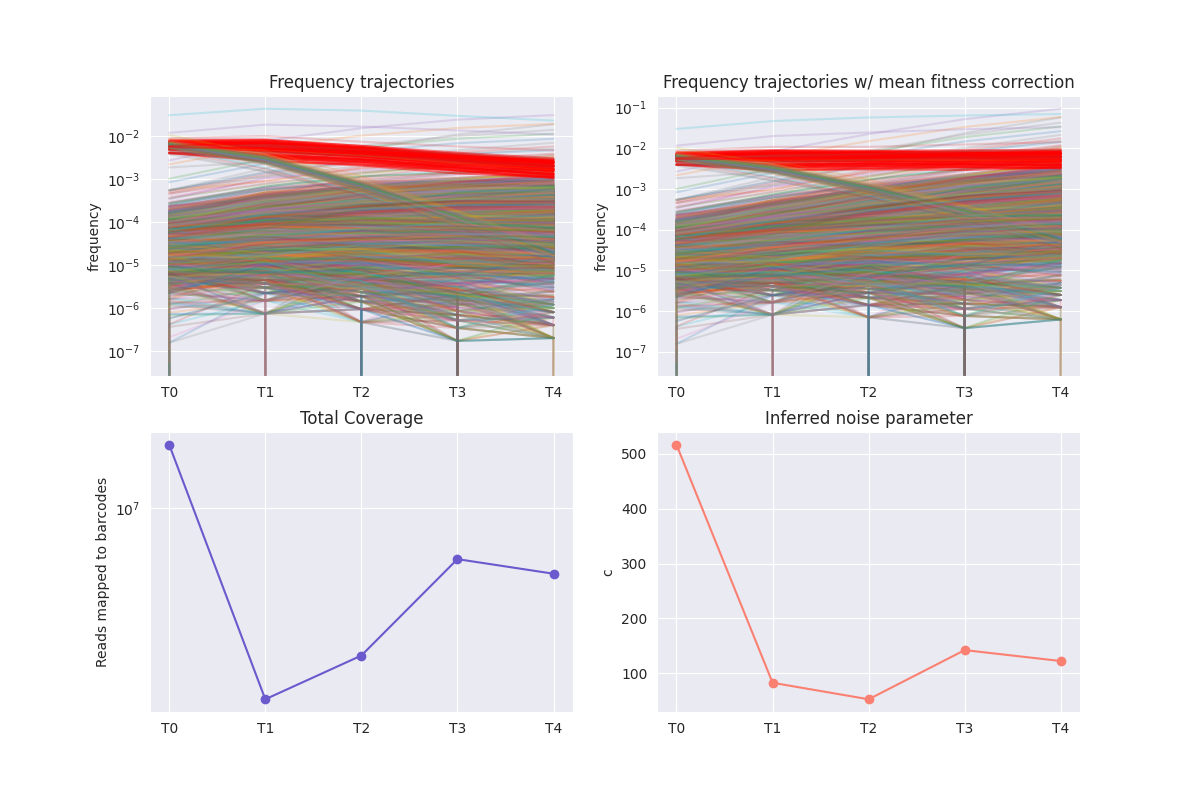 Frequency trajectories
frequency
10^-2
10^-3
10^-4
10^-5
10^-6
10^-7
T0 T1 T2 T3 T4
Frequency trajectories w/ mean fitness correction
frequency
10^-1
10^-2
10^-3
10^-4
10^-5
10^-6
10^-7
T0 T1 T2 T3 T4
Total Coverage
Reads mapped to barcodes
10^7
T0 T1 T2 T3 T4
Inferred noise parameter
c
500
400
300
200
100
T0 T1 T2 T3 T4